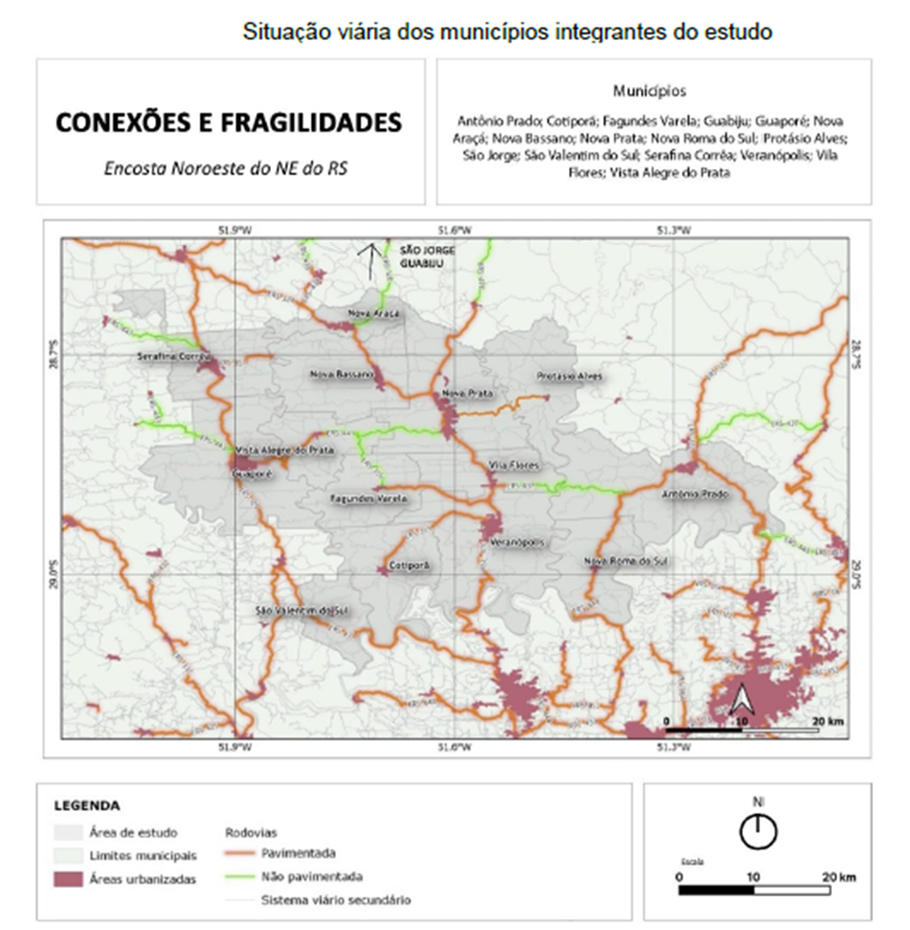 Situação viária dos municípios integrantes do estudo
CONEXÕES E FRAGILIDADES
Encosta Noroeste do NE do RS
Municípios
Antônio Prado; Cotiporã; Fagundes Varela; Guabiju; Guaporé; Nova
Araçá; Nova Bassano; Nova Prata; Nova Roma do Sul; Protásio Alves;
São Jorge; São Valentim do Sul; Serafina Corrêa; Veranópolis; Vila
Flores; Vista Alegre do Prata
51.9°W
51.6°W
51.3°W
SÃO JORGE
GUABIJU
Nova Araçá
28.7°S
28.7°S
Serafina Corrêa
Nova Bassano
Protásio Alves
Nova Prata
Vista Alegre do Prata
Guaporé
Vila Flores
Fagundes Varela
Antônio Prado
Veranópolis
Cotiporã
Nova Roma do Sul
29.0°S
29.0°S
São Valentim do Sul
0 10 20 km
51.9°W
51.6°W
51.3°W
LEGENDA
Área de estudo
Limites municipais
Áreas urbanizadas
Rodovias
Pavimentada
Não pavimentada
Sistema viário secundário
N
Escala
0 10 20 km